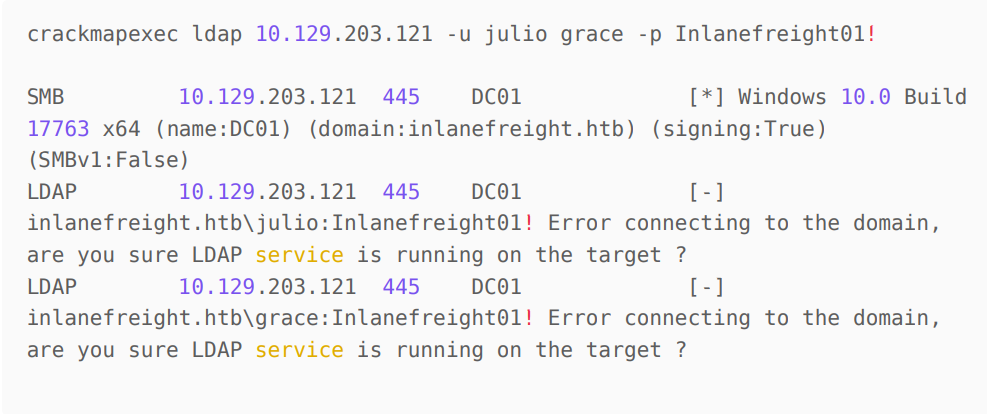 crackmapexec ldap 10.129.203.121 -u julio grace -p Inlanefreight01!
SMB 10.129.203.121 445 DC01 [*] Windows 10.0 Build
17763 x64 (name:DC01) (domain:inlanefreight.htb) (signing:True)
(SMBv1:False)
LDAP 10.129.203.121 445 DC01 [-]
inlanefreight.htb\julio:Inlanefreight01! Error connecting to the domain,
are you sure LDAP service is running on the target ?
LDAP 10.129.203.121 445 DC01 [-]
inlanefreight.htb\grace:Inlanefreight01! Error connecting to the domain,
are you sure LDAP service is running on the target ?